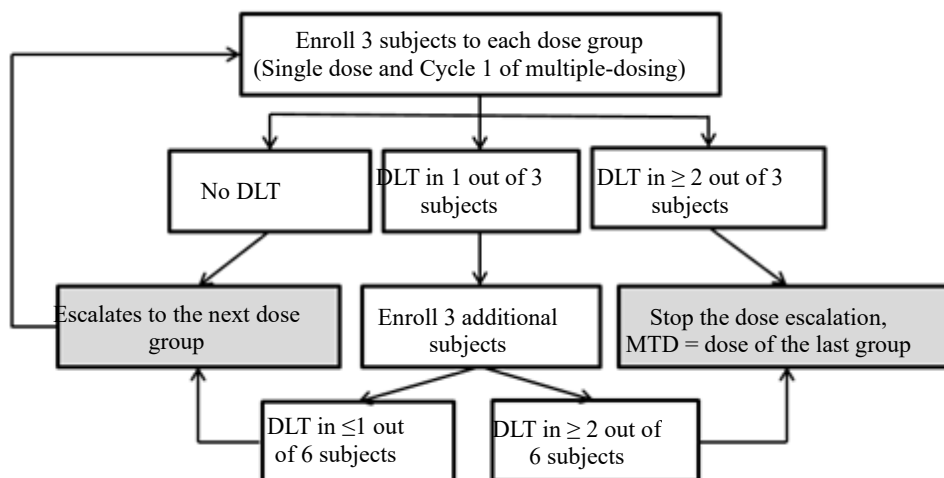 Enroll 3 subjects to each dose group
(Single dose and Cycle 1 of multiple-dosing)
No DLT
DLT in 1 out of 3
subjects
DLT in ≥ 2 out of 3
subjects
Escalates to the next dose
group
Enroll 3 additional
subjects
Stop the dose escalation,
MTD = dose of the last group
DLT in ≤1 out
of 6 subjects
DLT in ≥ 2 out of
6 subjects